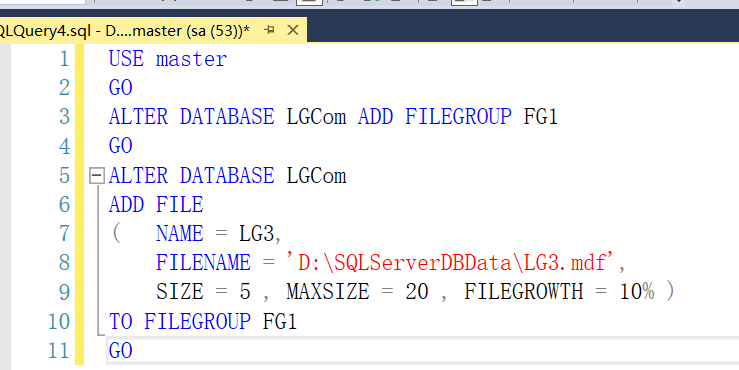 QLQuery4.sql - D....master (sa (53))*
1 USE master
2 GO
3 ALTER DATABASE LGCom ADD FILEGROUP FG1
4 GO
5 ALTER DATABASE LGCom
6 ADD FILE
7 ( NAME = LG3,
8 FILENAME = 'D:\SQLServerDBData\LG3.mdf',
9 SIZE = 5 , MAXSIZE = 20 , FILEGROWTH = 10% )
10 TO FILEGROUP FG1
11 GO